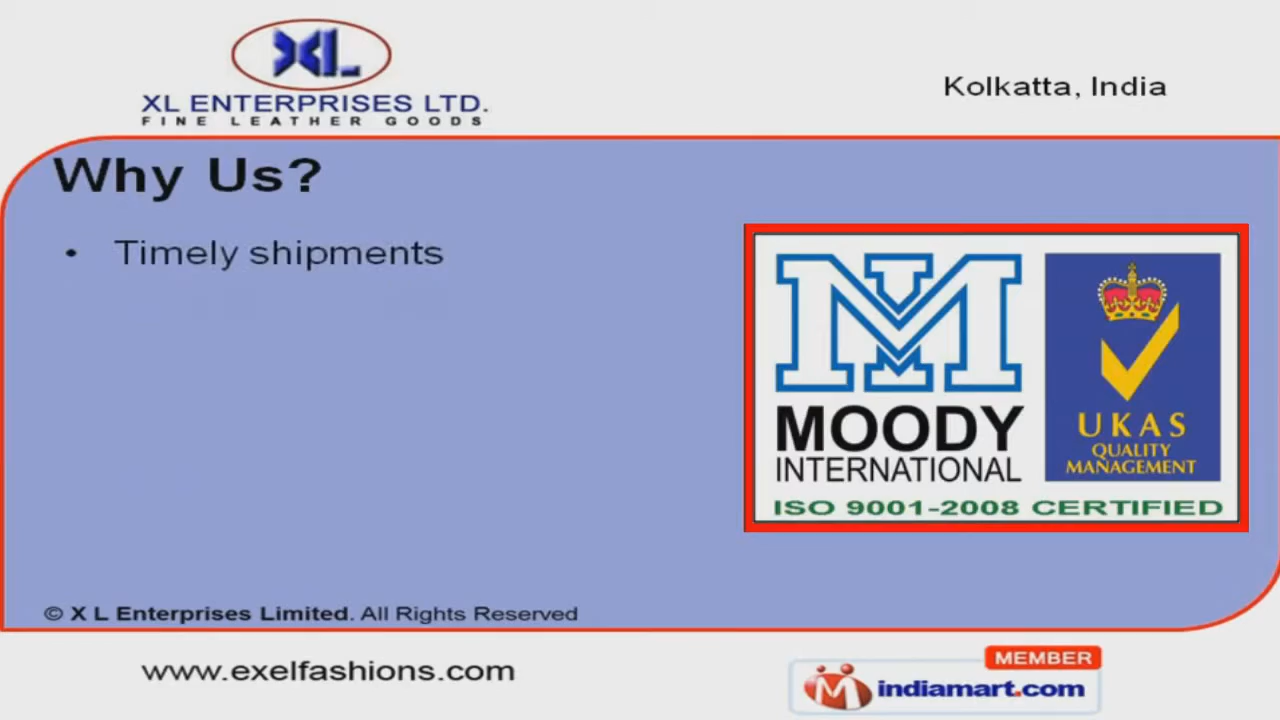 XL
XL ENTERPRISES LTD.
FINE LEATHER GOODS
Kolkatta, India
Why Us?
• Timely shipments
M
MOODY
INTERNATIONAL
UKAS
QUALITY
MANAGEMENT
ISO 9001-2008 CERTIFIED
© X L Enterprises Limited. All Rights Reserved
www.exelfashions.com
MEMBER
indiamart.com